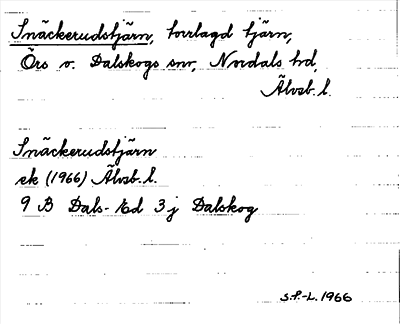 Snäckerudstjärn, torrlagd tjärn,
Örs o. Dalskogs snr, Nordals hd,
Älvsb. l.
Snäckerudstjärn
ek (1966) Älvsb. l.
9 B Dals-Ed 3 j Dalskog
S.F.-L. 1966